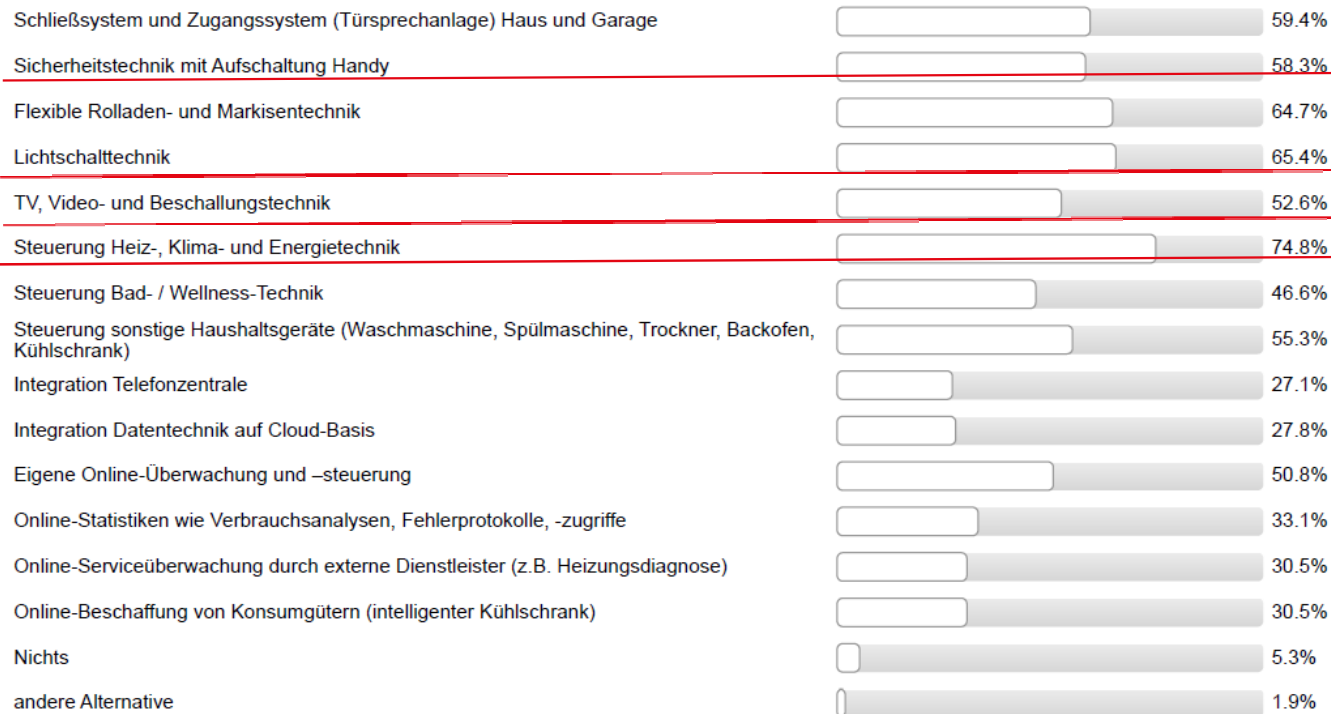 Schließsystem und Zugangssystem (Türsprechanlage) Haus und Garage 59.4%
Sicherheitstechnik mit Aufschaltung Handy 58.3%
Flexible Rolladen- und Markisentechnik 64.7%
Lichtschalttechnik 65.4%
TV, Video- und Beschallungstechnik 52.6%
Steuerung Heiz-, Klima- und Energietechnik 74.8%
Steuerung Bad- / Wellness-Technik 46.6%
Steuerung sonstige Haushaltsgeräte (Waschmaschine, Spülmaschine, Trockner, Backofen,
Kühlschrank) 55.3%
Integration Telefonzentrale 27.1%
Integration Datentechnik auf Cloud-Basis 27.8%
Eigene Online-Überwachung und –steuerung 50.8%
Online-Statistiken wie Verbrauchsanalysen, Fehlerprotokolle, -zugriffe 33.1%
Online-Serviceüberwachung durch externe Dienstleister (z.B. Heizungsdiagnose) 30.5%
Online-Beschaffung von Konsumgütern (intelligenter Kühlschrank) 30.5%
Nichts 5.3%
andere Alternative 1.9%